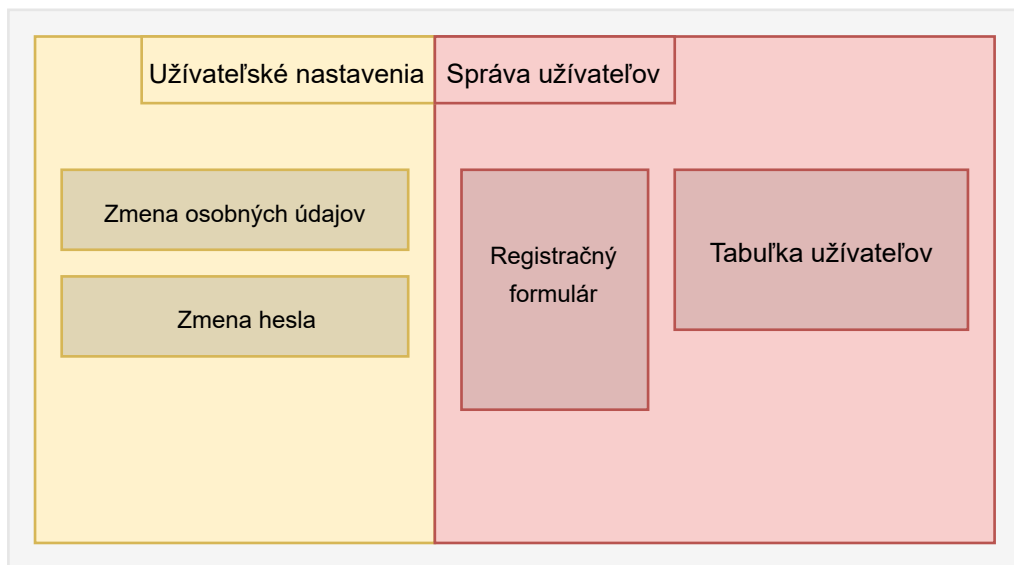 Užívateľské nastavenia
Správa užívateľov
Zmena osobných údajov
Zmena hesla
Registračný
formulár
Tabuľka užívateľov